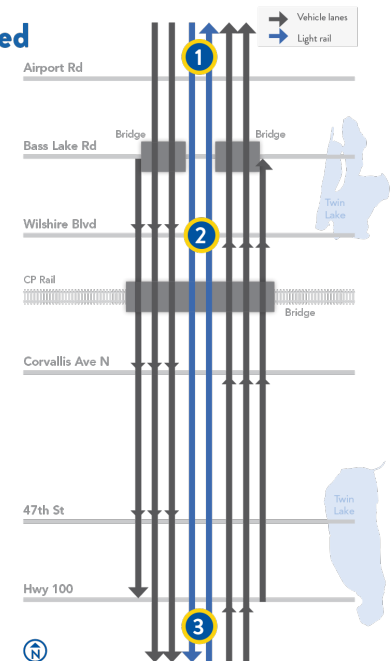 ed
Vehicle lanes
Light rail
1
Airport Rd
Bridge
Bridge
Bass Lake Rd
Twin
Lake
Wilshire Blvd
2
CP Rail
Bridge
Corvallis Ave N
Twin
Lake
47th St
Hwy 100
3
N